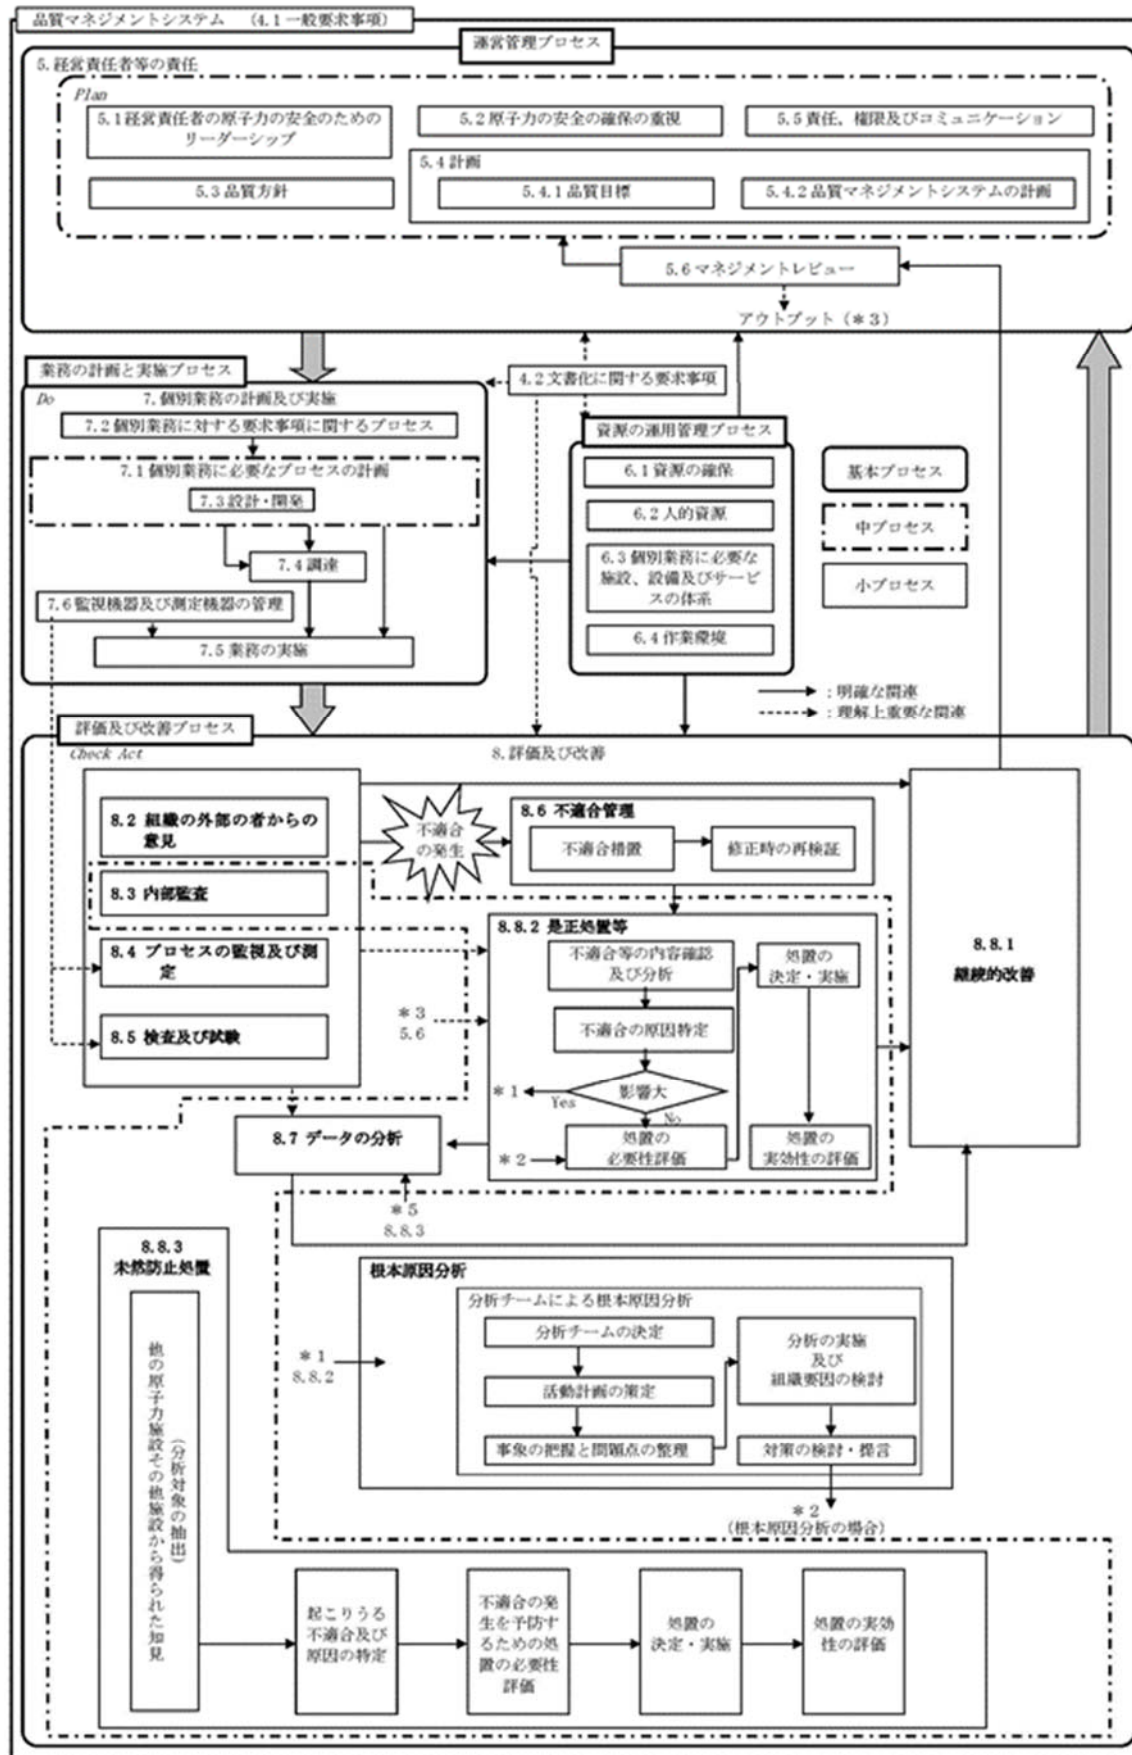 品質マネジメントシステム （4.1 一般要求事項）
運営管理プロセス
5. 経営責任者等の責任
Plan
5.1 経営責任者の原子力の安全のための
リーダーシップ
5.2 原子力の安全の確保の重視
5.5 責任、権限及びコミュニケーション
5.3 品質方針
5.4 計画
5.4.1 品質目標
5.4.2 品質マネジメントシステムの計画
5.6 マネジメントレビュー
アウトプット（＊3）
業務の計画と実施プロセス
Do
7. 個別業務の計画及び実施
7.2 個別業務に対する要求事項に関するプロセス
7.1 個別業務に必要なプロセスの計画
7.3 設計・開発
7.4 調達
7.6 監視機器及び測定機器の管理
7.5 業務の実施
4.2 文書化に関する要求事項
資源の運用管理プロセス
6.1 資源の確保
6.2 人的資源
6.3 個別業務に必要な
施設、設備及びサービ
スの体系
6.4 作業環境
基本プロセス
中プロセス
小プロセス
：明確な関連
：理解上重要な関連
評価及び改善プロセス
Check Act
8. 評価及び改善
8.2 組織の外部の者からの
意見
8.3 内部監査
8.4 プロセスの監視及び測
定
8.5 検査及び試験
不適合
の発生
8.6 不適合管理
不適合措置
修正時の再検証
8.8.2 是正処置等
不適合等の内容確認
及び分析
不適合の原因特定
影響大
Yes
No
＊1
＊2
処置の
必要性評価
処置の
決定・実施
処置の
実効性の評価
＊3
5.6
8.8.1
継続的改善
8.7 データの分析
＊5
8.8.3
8.8.3
未然防止処置
他の原子力施設その他施設から得られた知見
（分析対象の抽出）
根本原因分析
分析チームによる根本原因分析
分析チームの決定
活動計画の策定
事象の把握と問題点の整理
分析の実施
及び
組織要因の検討
対策の検討・提言
＊1
8.8.2
＊2
（根本原因分析の場合）
起こりうる
不適合及び
原因の特定
不適合の発
生を予防す
るための処
置の必要性
評価
処置の
決定・実施
処置の実効
性の評価